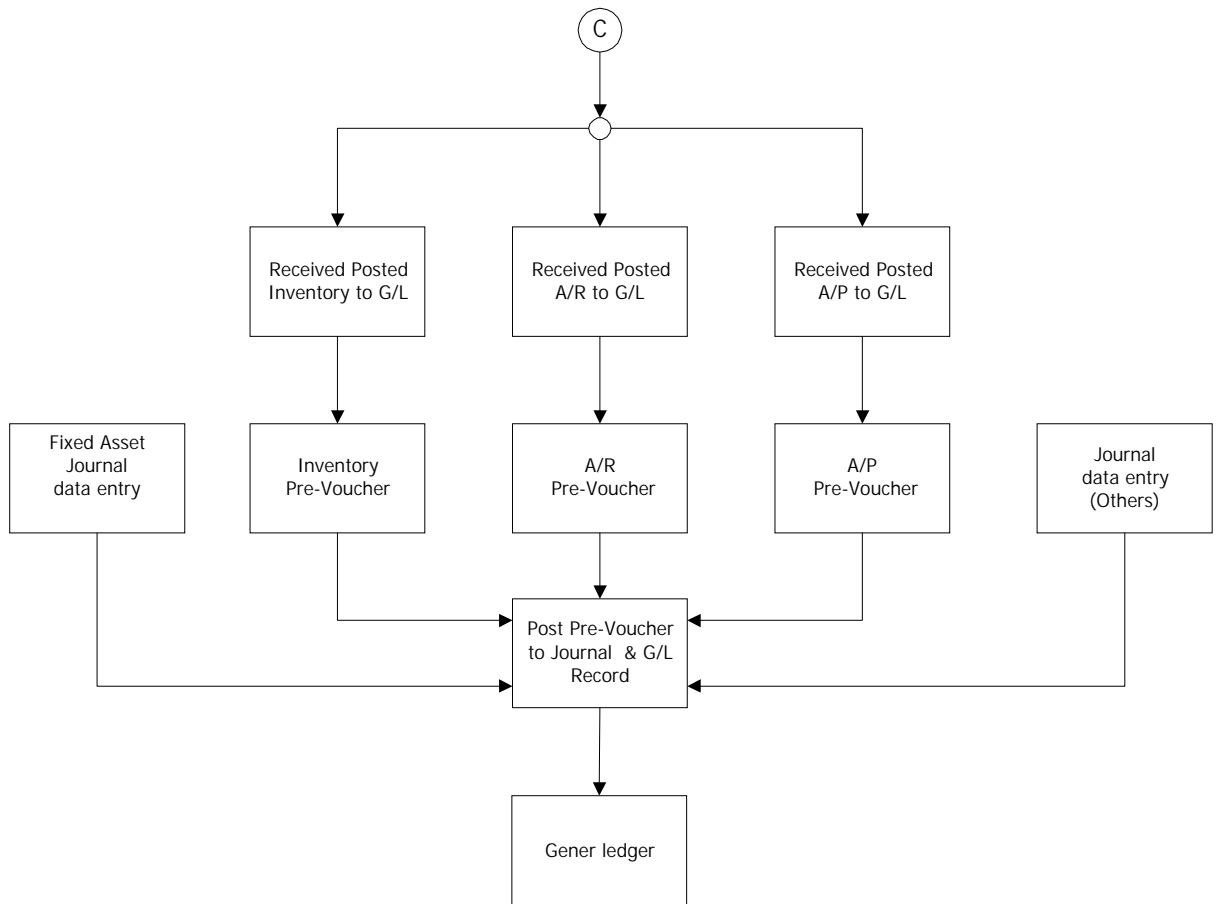 C
Received Posted
Inventory to G/L
Received Posted
A/R to G/L
Received Posted
A/P to G/L
Fixed Asset
Journal
data entry
Inventory
Pre-Voucher
A/R
Pre-Voucher
A/P
Pre-Voucher
Journal
data entry
(Others)
Post Pre-Voucher
to Journal & G/L
Record
Gener ledger